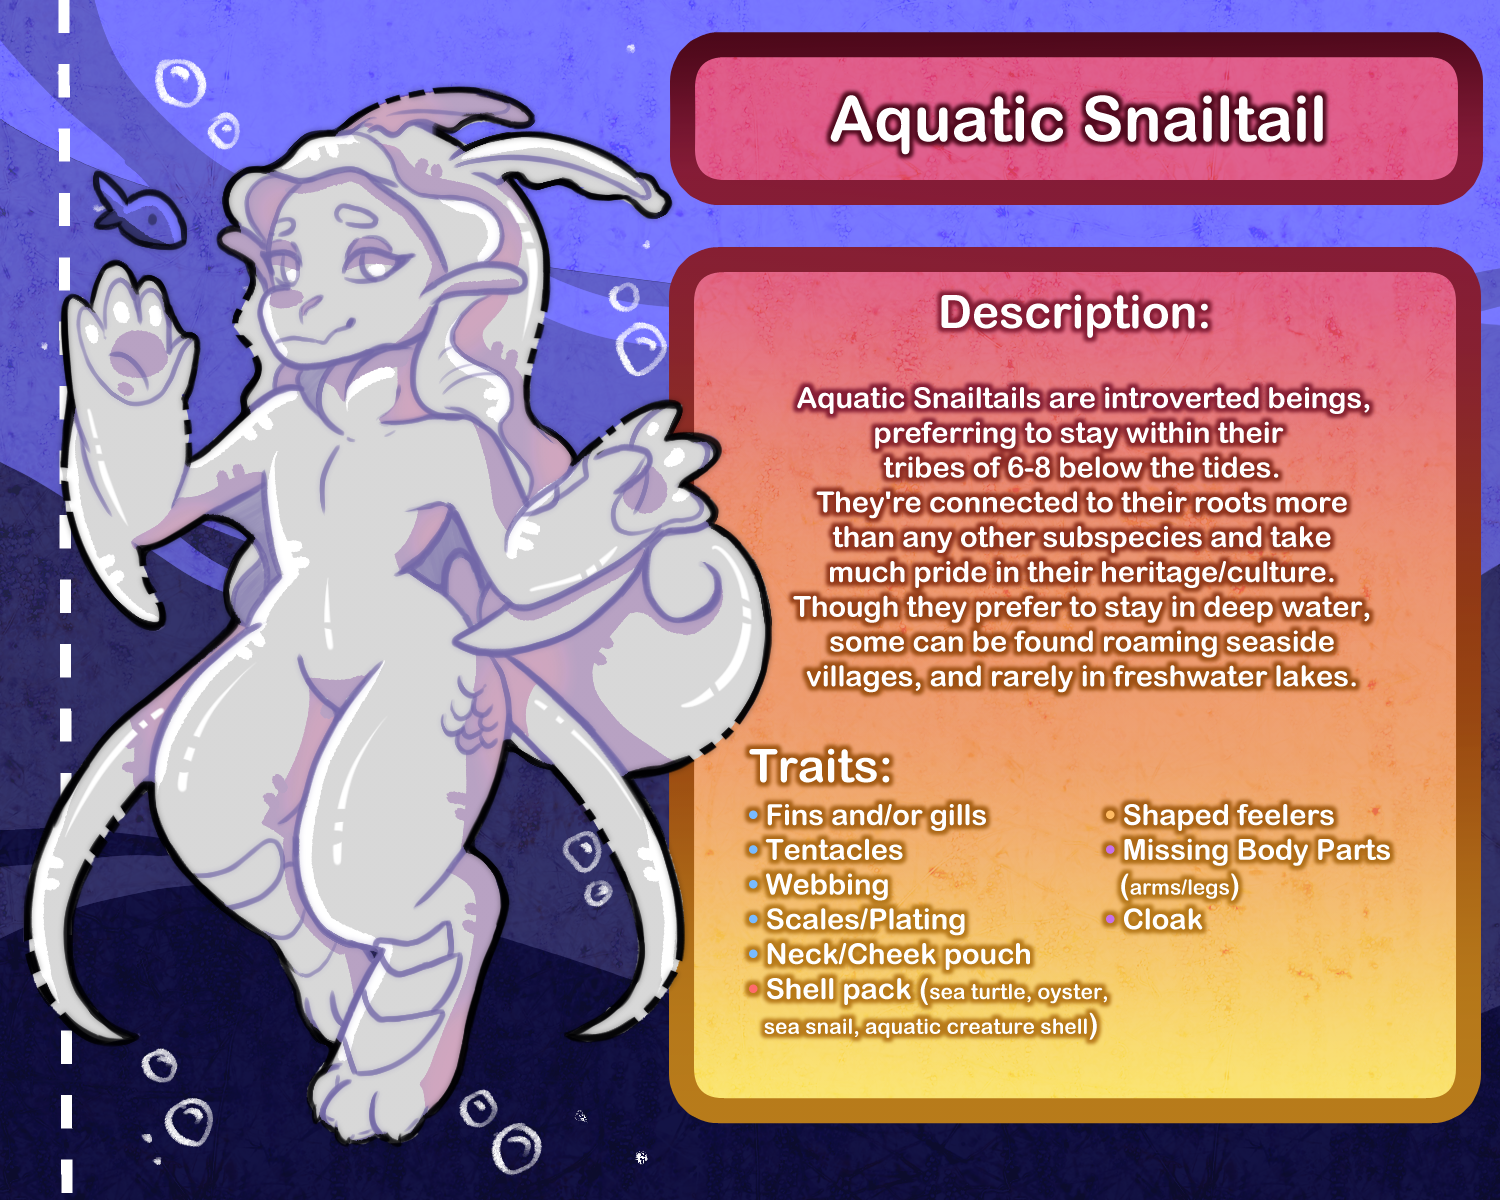 Aquatic Snailtail
Description:
Aquatic Snailtails are introverted beings,
preferring to stay within their
tribes of 6-8 below the tides.
They're connected to their roots more
than any other subspecies and take
much pride in their heritage/culture.
Though they prefer to stay in deep water,
some can be found roaming seaside
villages, and rarely in freshwater lakes.
Traits:
• Fins and/or gills
• Tentacles
• Webbing
• Scales/Plating
• Neck/Cheek pouch
• Shell pack (sea turtle, oyster,
sea snail, aquatic creature shell)
• Shaped feelers
• Missing Body Parts
(arms/legs)
• Cloak